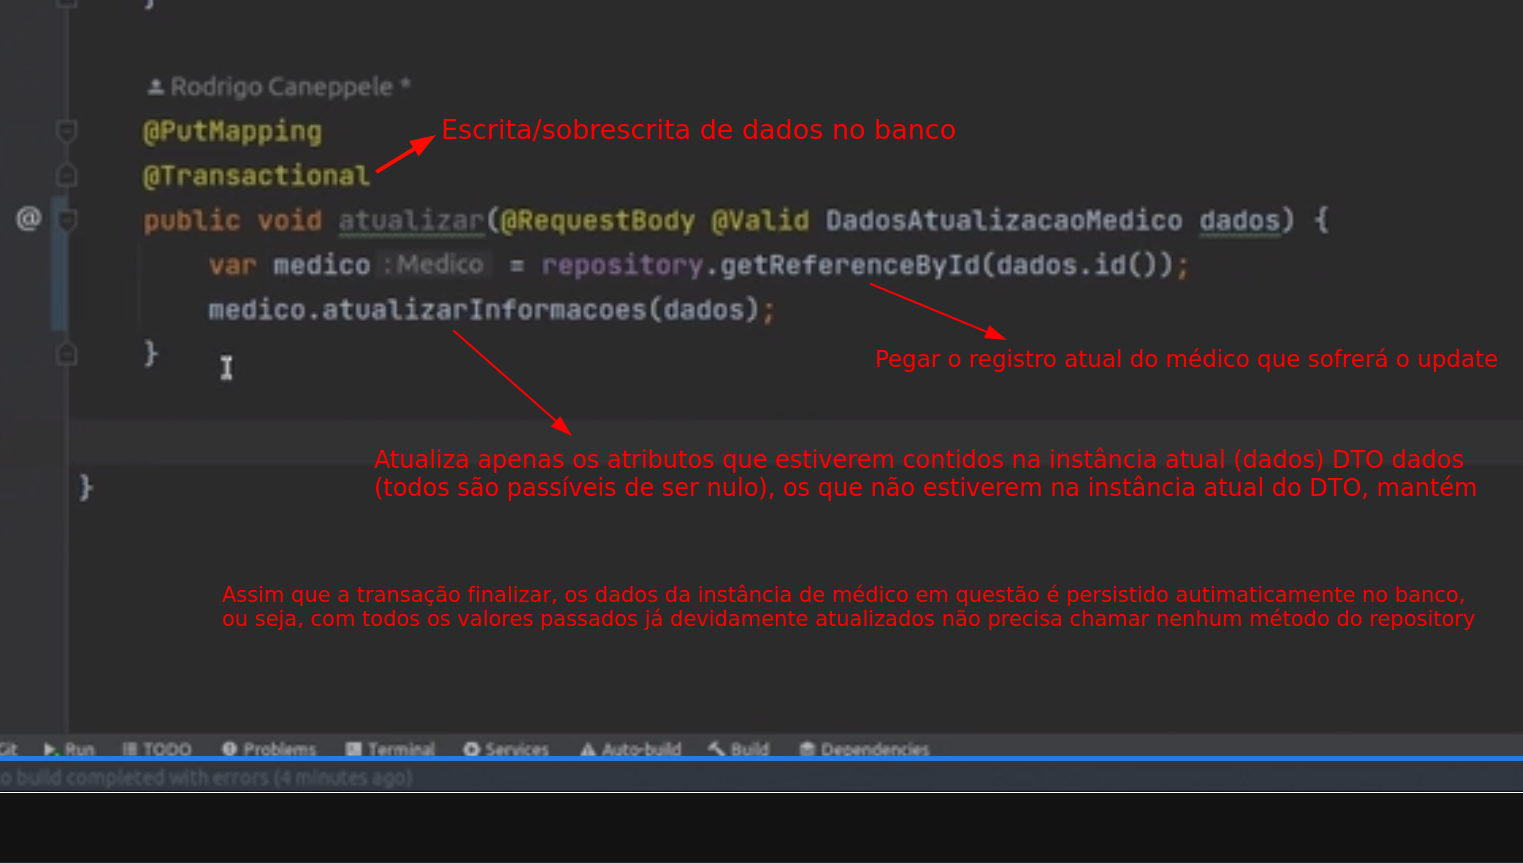 }
Rodrigo Caneppele *
@PutMapping
Escrita/sobrescrita de dados no banco
@Transactional
@ public void atualizar(@RequestBody @Valid DadosAtualizacaoMedico dados) {
var medico : Medico = repository.getReferenceById(dados.id());
medico.atualizarInformacoes(dados);
}
Pegar o registro atual do médico que sofrerá o update
Atualiza apenas os atributos que estiverem contidos na instância atual (dados) DTO dados
(todos são passíveis de ser nulo), os que não estiverem na instância atual do DTO, mantém
}
Assim que a transação finalizar, os dados da instância de médico em questão é persistido autimaticamente no banco,
ou seja, com todos os valores passados já devidamente atualizados não precisa chamar nenhum método do repository
Git Run TODO Problems Terminal Services Auto-build Build Dependencies
o build completed with errors (4 minutes ago)